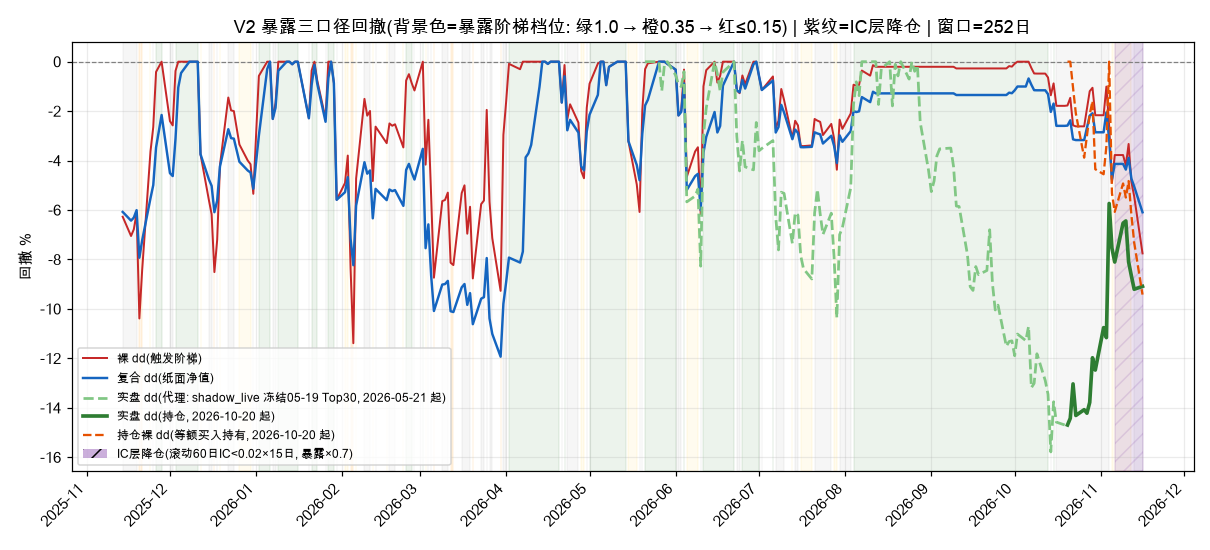 V2 暴露三口径回撤(背景色=暴露阶梯档位: 绿1.0 → 橙0.35 → 红≤0.15) | 紫纹=IC层降仓 | 窗口=252日
回撤 %
0
-2
-4
-6
-8
-10
-12
-14
-16
裸 dd(触发阶梯)
复合 dd(纸面净值)
实盘 dd(代理: shadow_live 冻结05-19 Top30, 2026-05-21 起)
实盘 dd(持仓, 2026-10-20 起)
持仓裸 dd(等额买入持有, 2026-10-20 起)
IC层降仓(滚动60日IC<0.02×15日, 暴露×0.7)
2025-11
2025-12
2026-01
2026-02
2026-03
2026-04
2026-05
2026-06
2026-07
2026-08
2026-09
2026-10
2026-11
2026-12